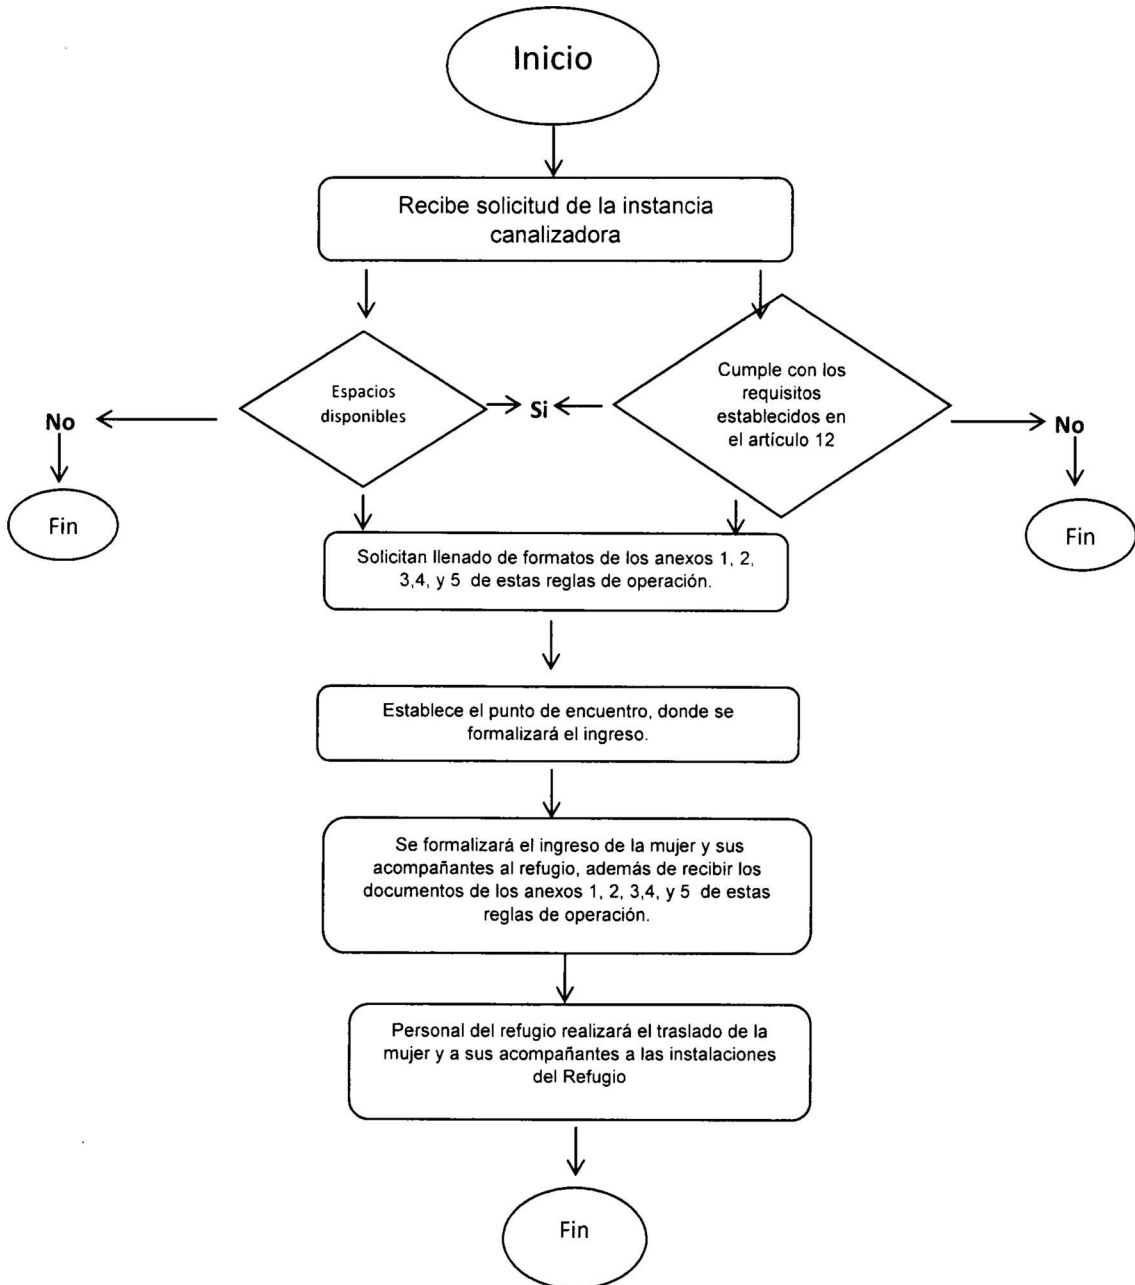 Inicio
Recibe solicitud de la instancia
canalizadora
Espacios
disponibles
Si
Cumple con los
requisitos
establecidos en
el artículo 12
No
No
Fin
Fin
Solicitan llenado de formatos de los anexos 1, 2,
3,4, y 5 de estas reglas de operación.
Establece el punto de encuentro, donde se
formalizará el ingreso.
Se formalizará el ingreso de la mujer y sus
acompañantes al refugio, además de recibir los
documentos de los anexos 1, 2, 3,4, y 5 de estas
reglas de operación.
Personal del refugio realizará el traslado de la
mujer y a sus acompañantes a las instalaciones
del Refugio
Fin